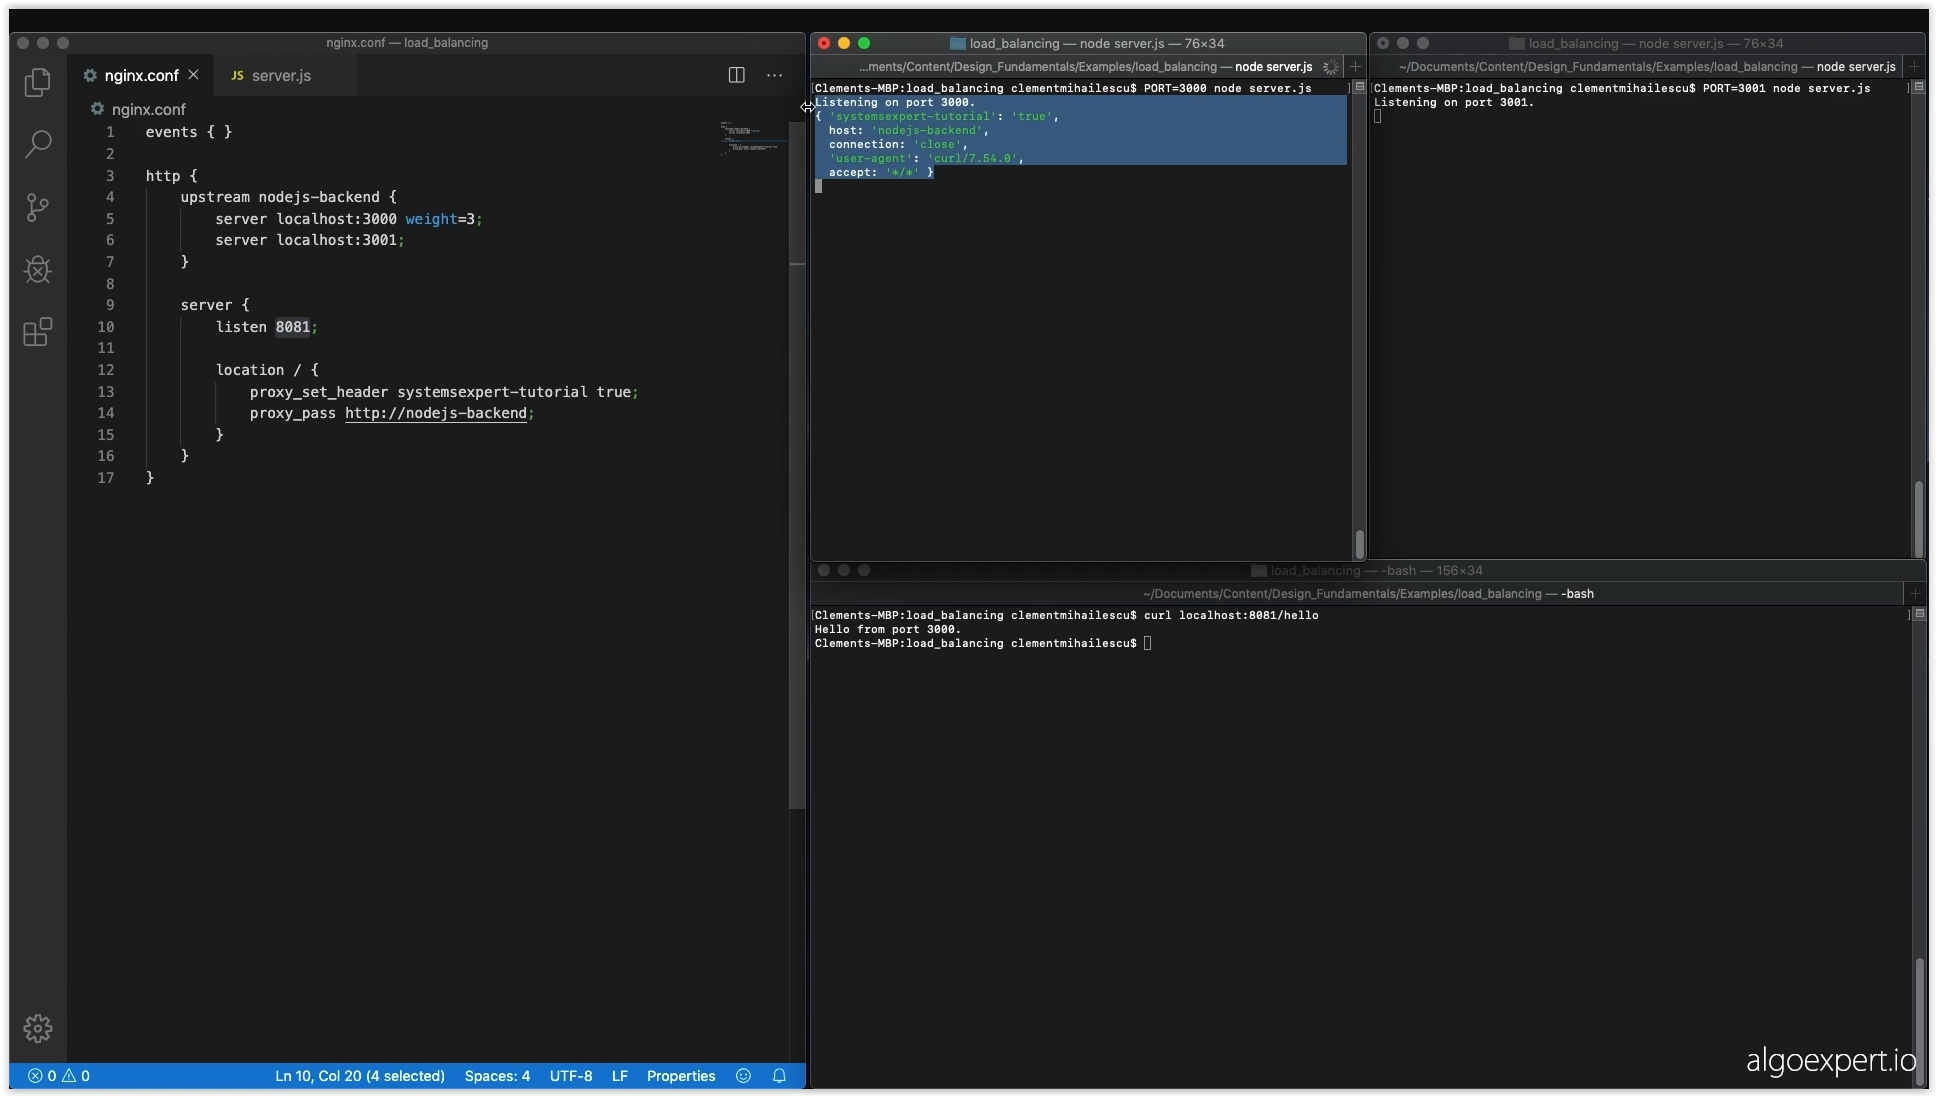 nginx.conf — load_balancing
nginx.conf
JS server.js
nginx.conf
1 events { }
2
3 http {
4 upstream nodejs-backend {
5 server localhost:3000 weight=3;
6 server localhost:3001;
7 }
8
9 server {
10 listen 8081;
11
12 location / {
13 proxy_set_header systemsexpert-tutorial true;
14 proxy_pass http://nodejs-backend;
15 }
16 }
17 }
0 0 Ln 10, Col 20 (4 selected) Spaces: 4 UTF-8 LF Properties
load_balancing — node server.js — 76×34
...ments/Content/Design_Fundamentals/Examples/load_balancing — node server.js
[Clements-MBP:load_balancing clementmihailescu$ PORT=3000 node server.js ]
Listening on port 3000.
{ 'systemsexpert-tutorial': 'true',
host: 'nodejs-backend',
connection: 'close',
'user-agent': 'curl/7.54.0',
accept: '*/*' }
load_balancing — node server.js — 76×34
~/Documents/Content/Design_Fundamentals/Examples/load_balancing — node server.js
[Clements-MBP:load_balancing clementmihailescu$ PORT=3001 node server.js ]
Listening on port 3001.
load_balancing — -bash — 156×34
~/Documents/Content/Design_Fundamentals/Examples/load_balancing — -bash
[Clements-MBP:load_balancing clementmihailescu$ curl localhost:8081/hello ]
Hello from port 3000.
Clements-MBP:load_balancing clementmihailescu$
algoexpert.io